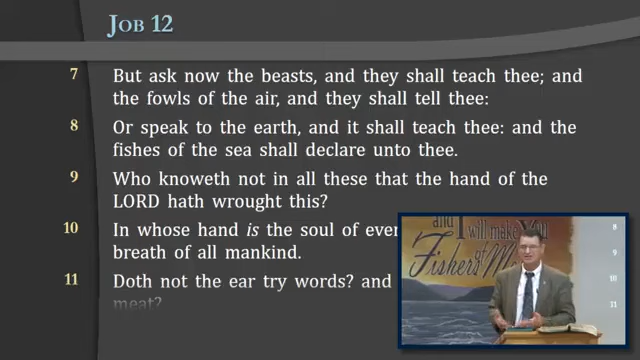 JOB 12
7 But ask now the beasts, and they shall teach thee; and
the fowls of the air, and they shall tell thee:
8 Or speak to the earth, and it shall teach thee: and the
fishes of the sea shall declare unto thee.
9 Who knoweth not in all these that the hand of the
LORD hath wrought this?
10 In whose hand is the soul of ever
breath of all mankind.
11 Doth not the ear try words? and
meat?
and
I will make You
Fishers
of M
8
9
10
11